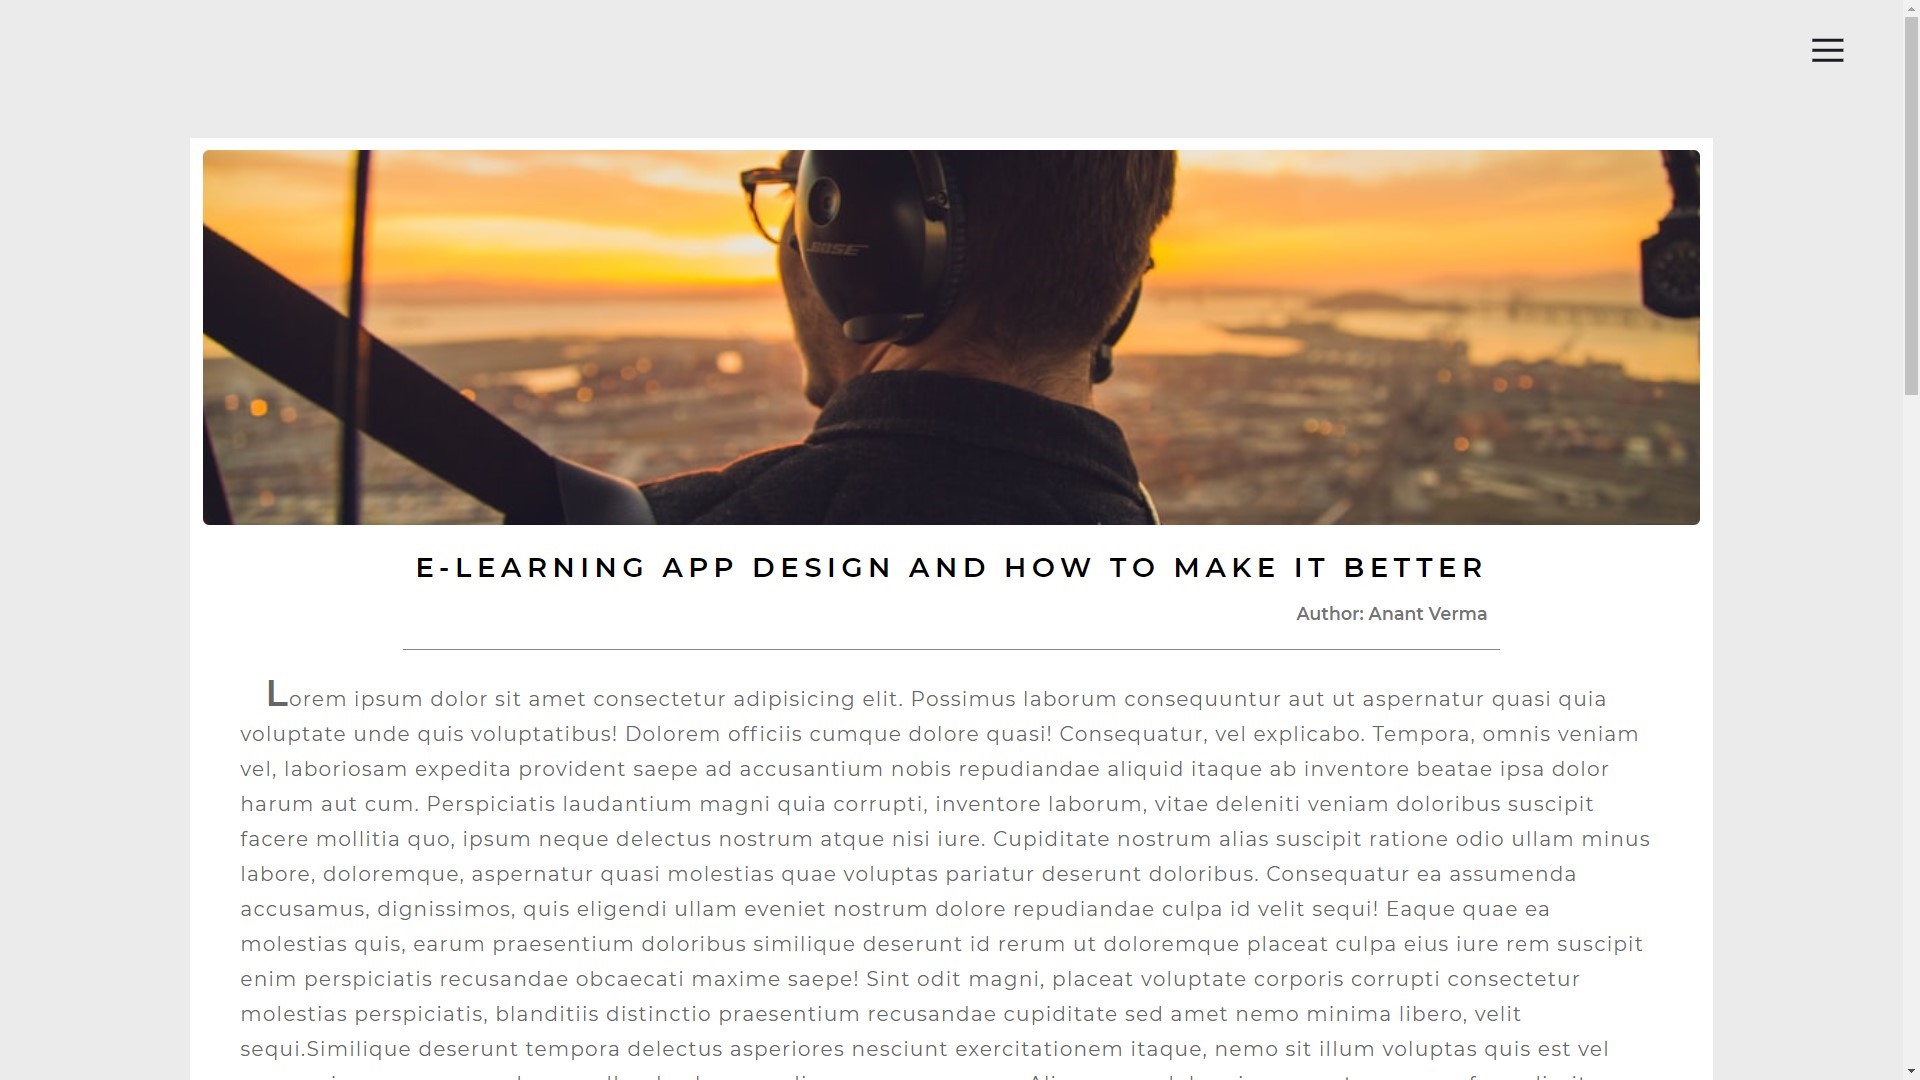 BOSE
E-LEARNING APP DESIGN AND HOW TO MAKE IT BETTER
Author: Anant Verma
Lorem ipsum dolor sit amet consectetur adipisicing elit. Possimus laborum consequuntur aut ut aspernatur quasi quia
voluptate unde quis voluptatibus! Dolorem officiis cumque dolore quasi! Consequatur, vel explicabo. Tempora, omnis veniam
vel, laboriosam expedita provident saepe ad accusantium nobis repudiandae aliquid itaque ab inventore beatae ipsa dolor
harum aut cum. Perspiciatis laudantium magni quia corrupti, inventore laborum, vitae deleniti veniam doloribus suscipit
facere mollitia quo, ipsum neque delectus nostrum atque nisi iure. Cupiditate nostrum alias suscipit ratione odio ullam minus
labore, doloremque, aspernatur quasi molestias quae voluptas pariatur deserunt doloribus. Consequatur ea assumenda
accusamus, dignissimos, quis eligendi ullam eveniet nostrum dolore repudiandae culpa id velit sequi! Eaque quae ea
molestias quis, earum praesentium doloribus similique deserunt id rerum ut doloremque placeat culpa eius iure rem suscipit
enim perspiciatis recusandae obcaecati maxime saepe! Sint odit magni, placeat voluptate corporis corrupti consectetur
molestias perspiciatis, blanditiis distinctio praesentium recusandae cupiditate sed amet nemo minima libero, velit
sequi.Similique deserunt tempora delectus asperiores nesciunt exercitationem itaque, nemo sit illum voluptas quis est vel